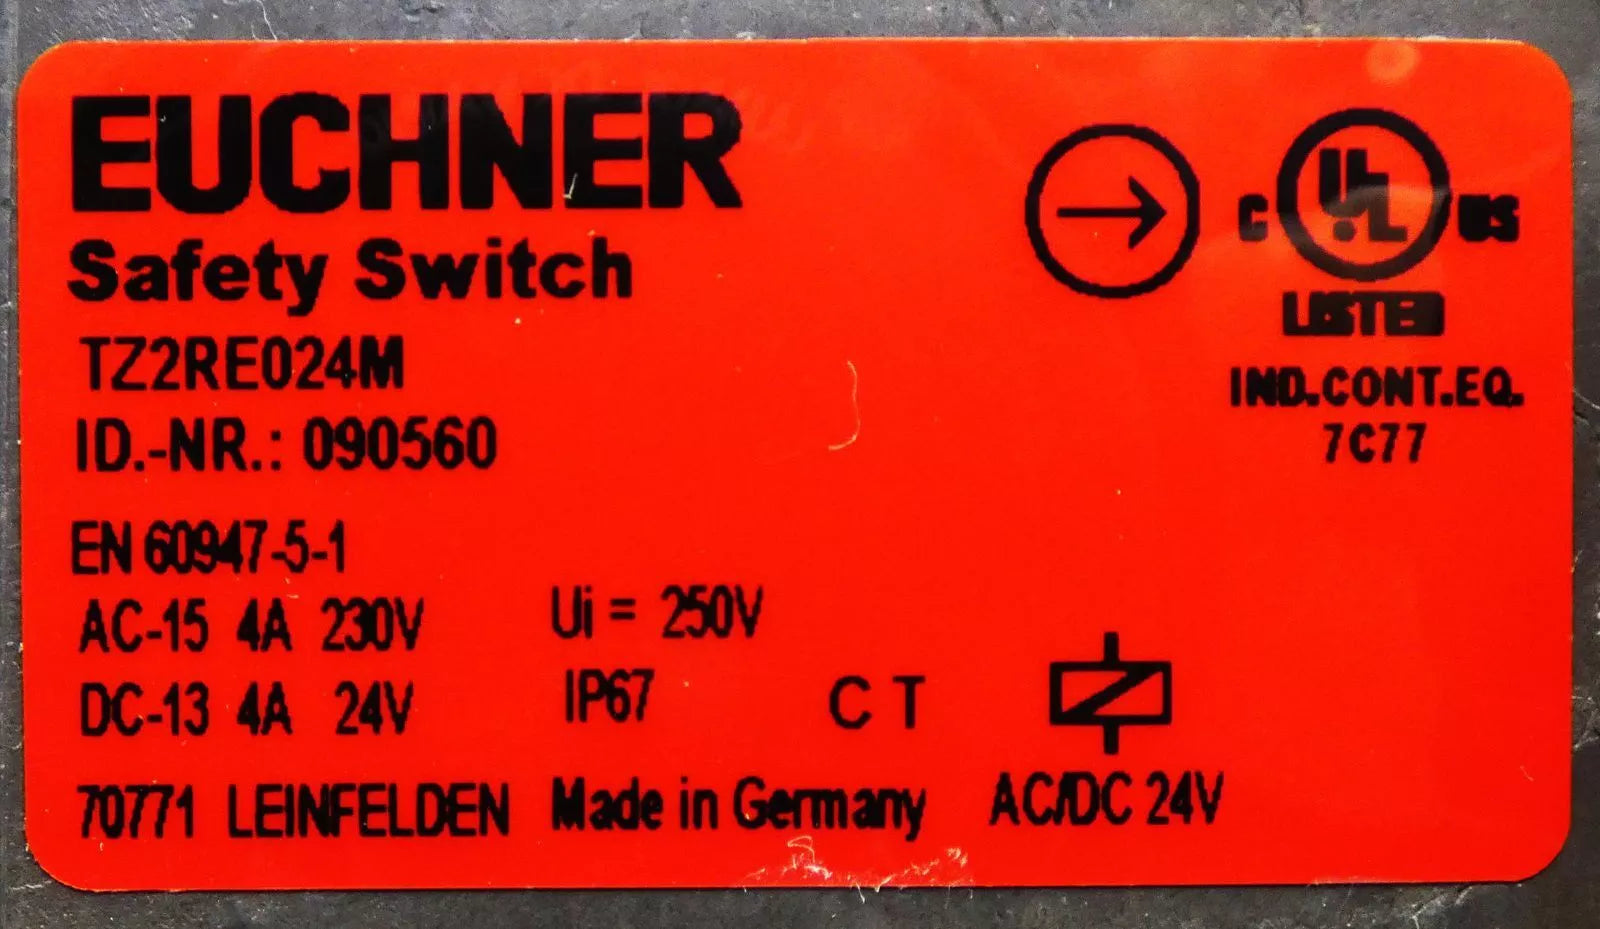 EUCHNER
Safety Switch
TZ2RE024M
ID.-NR.: 090560
C UL US
LISTED
IND.CONT.EQ.
7C77
EN 60947-5-1
AC-15 4A 230V Ui = 250V
DC-13 4A 24V IP67 C T
70771 LEINFELDEN Made in Germany AC/DC 24V